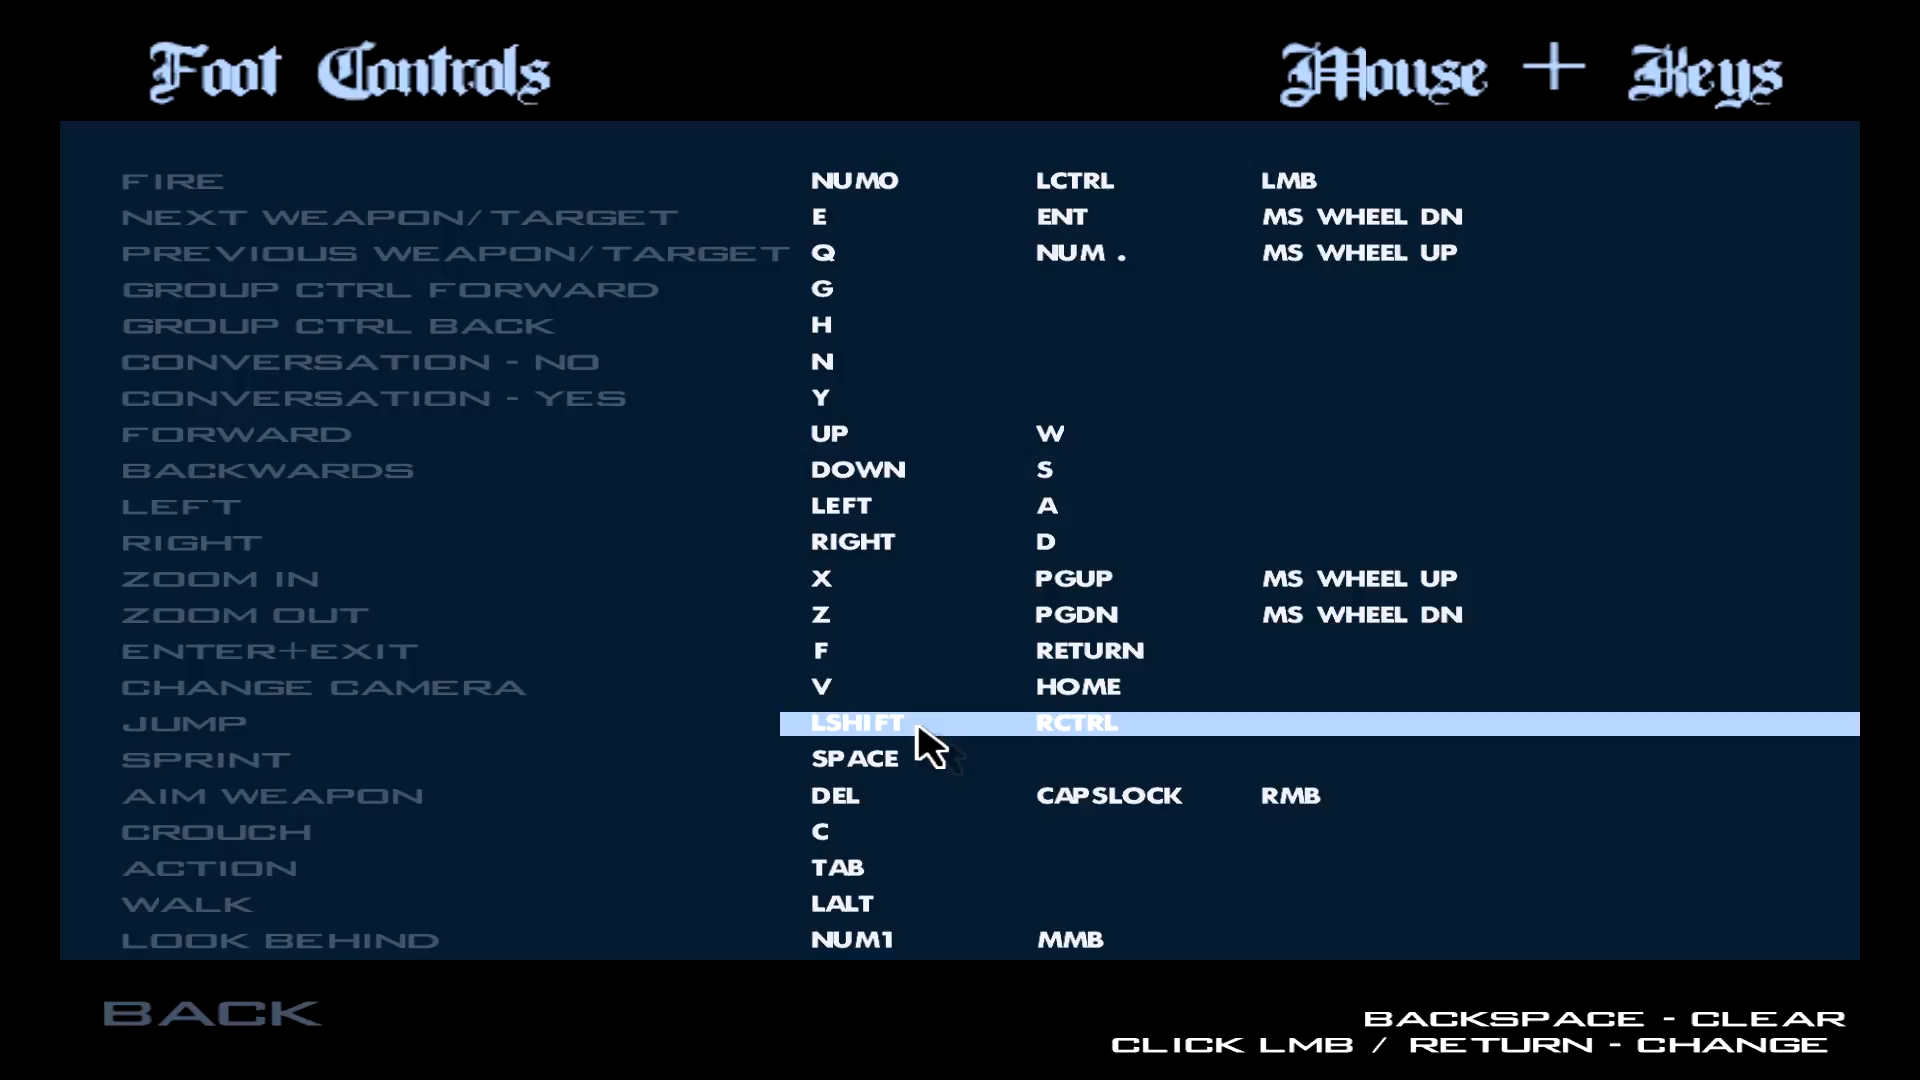 Foot Controls Mouse + Keys
FIRE NUM0 LCTRL LMB
NEXT WEAPON/TARGET E ENT MS WHEEL DN
PREVIOUS WEAPON/TARGET Q NUM . MS WHEEL UP
GROUP CTRL FORWARD G
GROUP CTRL BACK H
CONVERSATION - NO N
CONVERSATION - YES Y
FORWARD UP W
BACKWARDS DOWN S
LEFT LEFT A
RIGHT RIGHT D
ZOOM IN X PGUP MS WHEEL UP
ZOOM OUT Z PGDN MS WHEEL DN
ENTER+EXIT F RETURN
CHANGE CAMERA V HOME
JUMP LSHIFT RCTRL
SPRINT SPACE
AIM WEAPON DEL CAPSLOCK RMB
CROUCH C
ACTION TAB
WALK LALT
LOOK BEHIND NUM1 MMB
BACK
BACKSPACE - CLEAR
CLICK LMB / RETURN - CHANGE